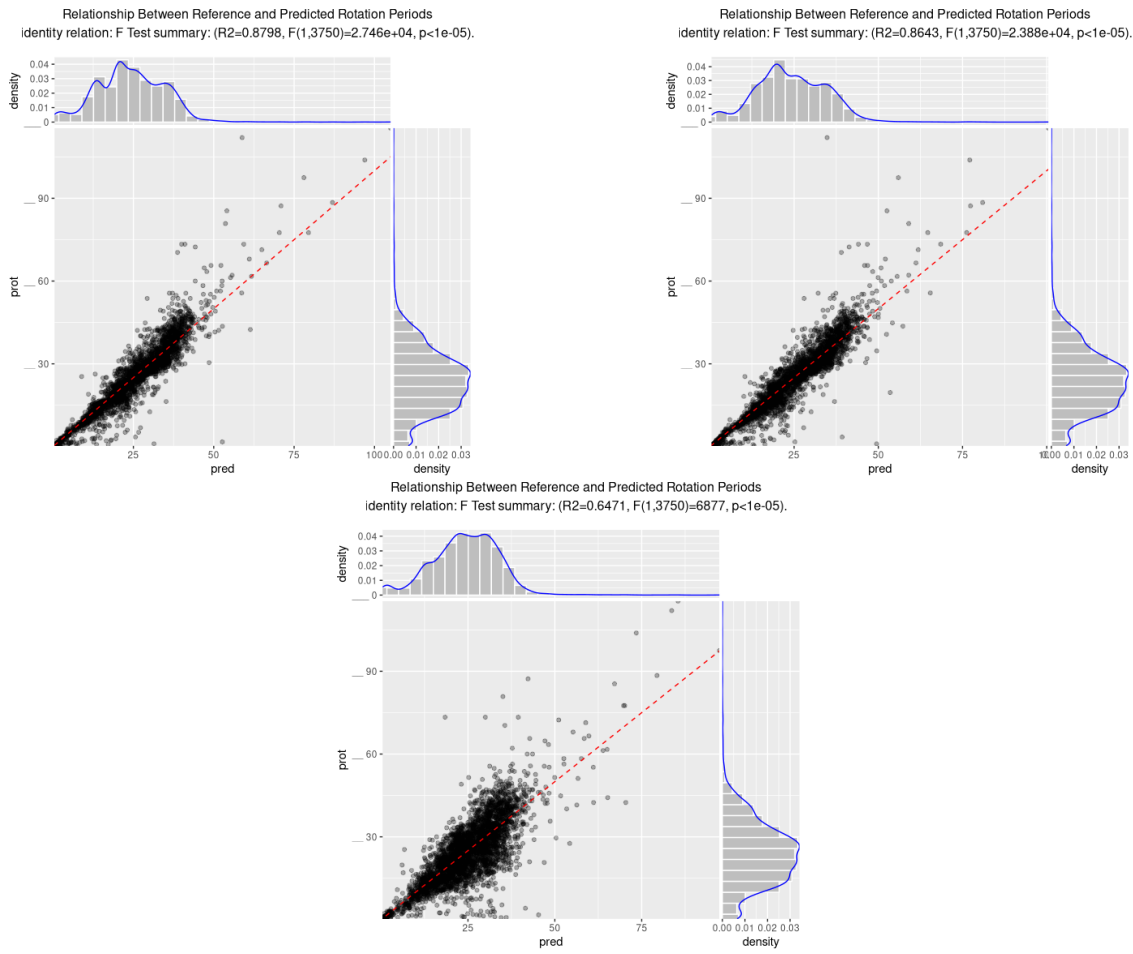 Relationship Between Reference and Predicted Rotation Periods
identity relation: F Test summary: (R2=0.8798, F(1,3750)=2.746e+04, p<1e-05).
density
0.04
0.03
0.02
0.01
0
prot
90
60
30
25
50
75
100
pred
0.00 0.01 0.02 0.03
density
Relationship Between Reference and Predicted Rotation Periods
identity relation: F Test summary: (R2=0.8643, F(1,3750)=2.388e+04, p<1e-05).
density
0.04
0.03
0.02
0.01
0
prot
90
60
30
25
50
75
pred
0.00 0.01 0.02 0.03
density
Relationship Between Reference and Predicted Rotation Periods
identity relation: F Test summary: (R2=0.6471, F(1,3750)=6877, p<1e-05).
density
0.04
0.03
0.02
0.01
0
prot
90
60
30
25
50
75
pred
0.00 0.01 0.02 0.03
density